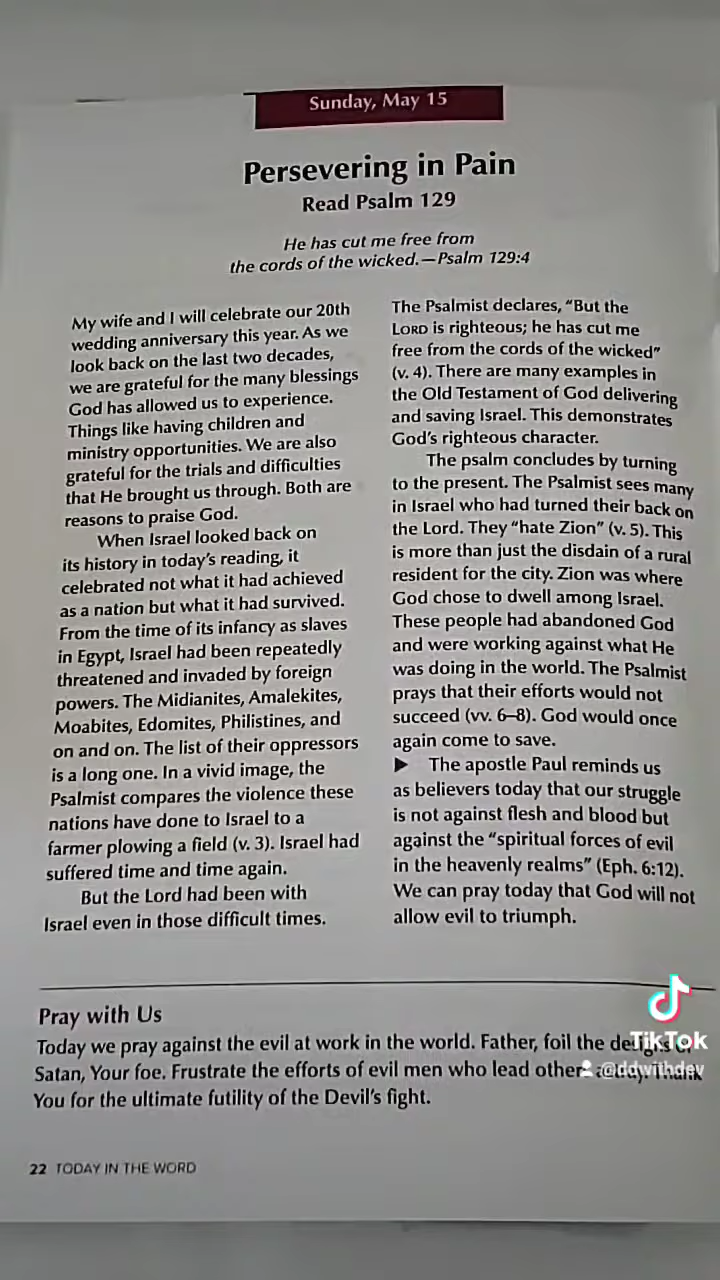 Sunday, May 15
Persevering in Pain
Read Psalm 129
He has cut me free from
the cords of the wicked.—Psalm 129:4
My wife and I will celebrate our 20th
wedding anniversary this year. As we
look back on the last two decades,
we are grateful for the many blessings
God has allowed us to experience.
Things like having children and
ministry opportunities. We are also
grateful for the trials and difficulties
that He brought us through. Both are
reasons to praise God.
When Israel looked back on
its history in today's reading, it
celebrated not what it had achieved
as a nation but what it had survived.
From the time of its infancy as slaves
in Egypt, Israel had been repeatedly
threatened and invaded by foreign
powers. The Midianites, Amalekites,
Moabites, Edomites, Philistines, and
on and on. The list of their oppressors
is a long one. In a vivid image, the
Psalmist compares the violence these
nations have done to Israel to a
farmer plowing a field (v. 3). Israel had
suffered time and time again.
But the Lord had been with
Israel even in those difficult times.
The Psalmist declares, "But the
LORD is righteous; he has cut me
free from the cords of the wicked"
(v. 4). There are many examples in
the Old Testament of God delivering
and saving Israel. This demonstrates
God's righteous character.
The psalm concludes by turning
to the present. The Psalmist sees many
in Israel who had turned their back on
the Lord. They "hate Zion" (v. 5). This
is more than just the disdain of a rural
resident for the city. Zion was where
God chose to dwell among Israel.
These people had abandoned God
and were working against what He
was doing in the world. The Psalmist
prays that their efforts would not
succeed (vv. 6–8). God would once
again come to save.
▶ The apostle Paul reminds us
as believers today that our struggle
is not against flesh and blood but
against the "spiritual forces of evil
in the heavenly realms" (Eph. 6:12).
We can pray today that God will not
allow evil to triumph.
Pray with Us
Today we pray against the evil at work in the world. Father, foil the
Satan, Your foe. Frustrate the efforts of evil men who lead
You for the ultimate futility of the Devil's fight.
22 TODAY IN THE WORD
TikTok
@ddwithdev